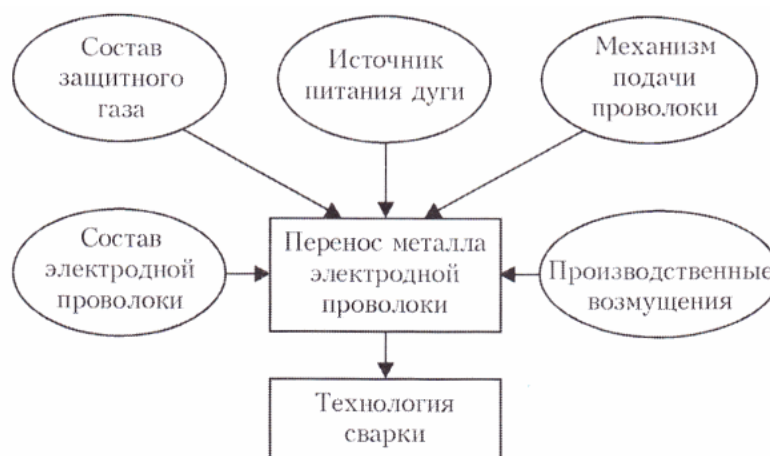 Состав
защитного
газа
Источник
питания дуги
Механизм
подачи
проволоки
Состав
электродной
проволоки
Перенос металла
электродной
проволоки
Производственные
возмущения
Технология
сварки